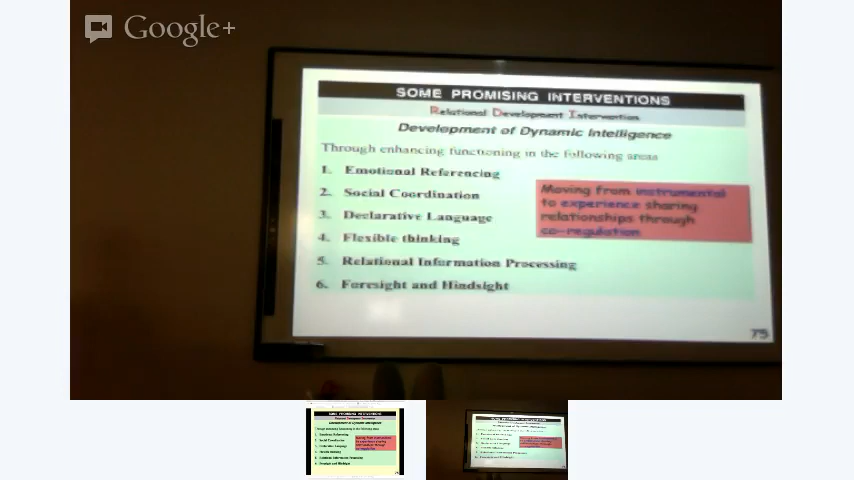 Google+
SOME PROMISING INTERVENTIONS
Relational Development Intervention
Development of Dynamic Intelligence
Through enhancing functioning in the following areas
1. Emotional Referencing
2. Social Coordination
3. Declarative Language
4. Flexible thinking
5. Relational Information Processing
6. Foresight and Hindsight
Moving from instrumental
to experience sharing
relationships through
co-regulation
75